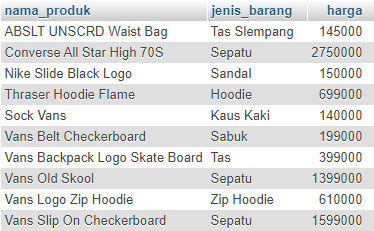 nama_produk jenis_barang harga
ABSLT UNSCRD Waist Bag Tas Slempang 145000
Converse All Star High 70S Sepatu 2750000
Nike Slide Black Logo Sandal 150000
Thraser Hoodie Flame Hoodie 699000
Sock Vans Kaus Kaki 140000
Vans Belt Checkerboard Sabuk 199000
Vans Backpack Logo Skate Board Tas 399000
Vans Old Skool Sepatu 1399000
Vans Logo Zip Hoodie Zip Hoodie 610000
Vans Slip On Checkerboard Sepatu 1599000